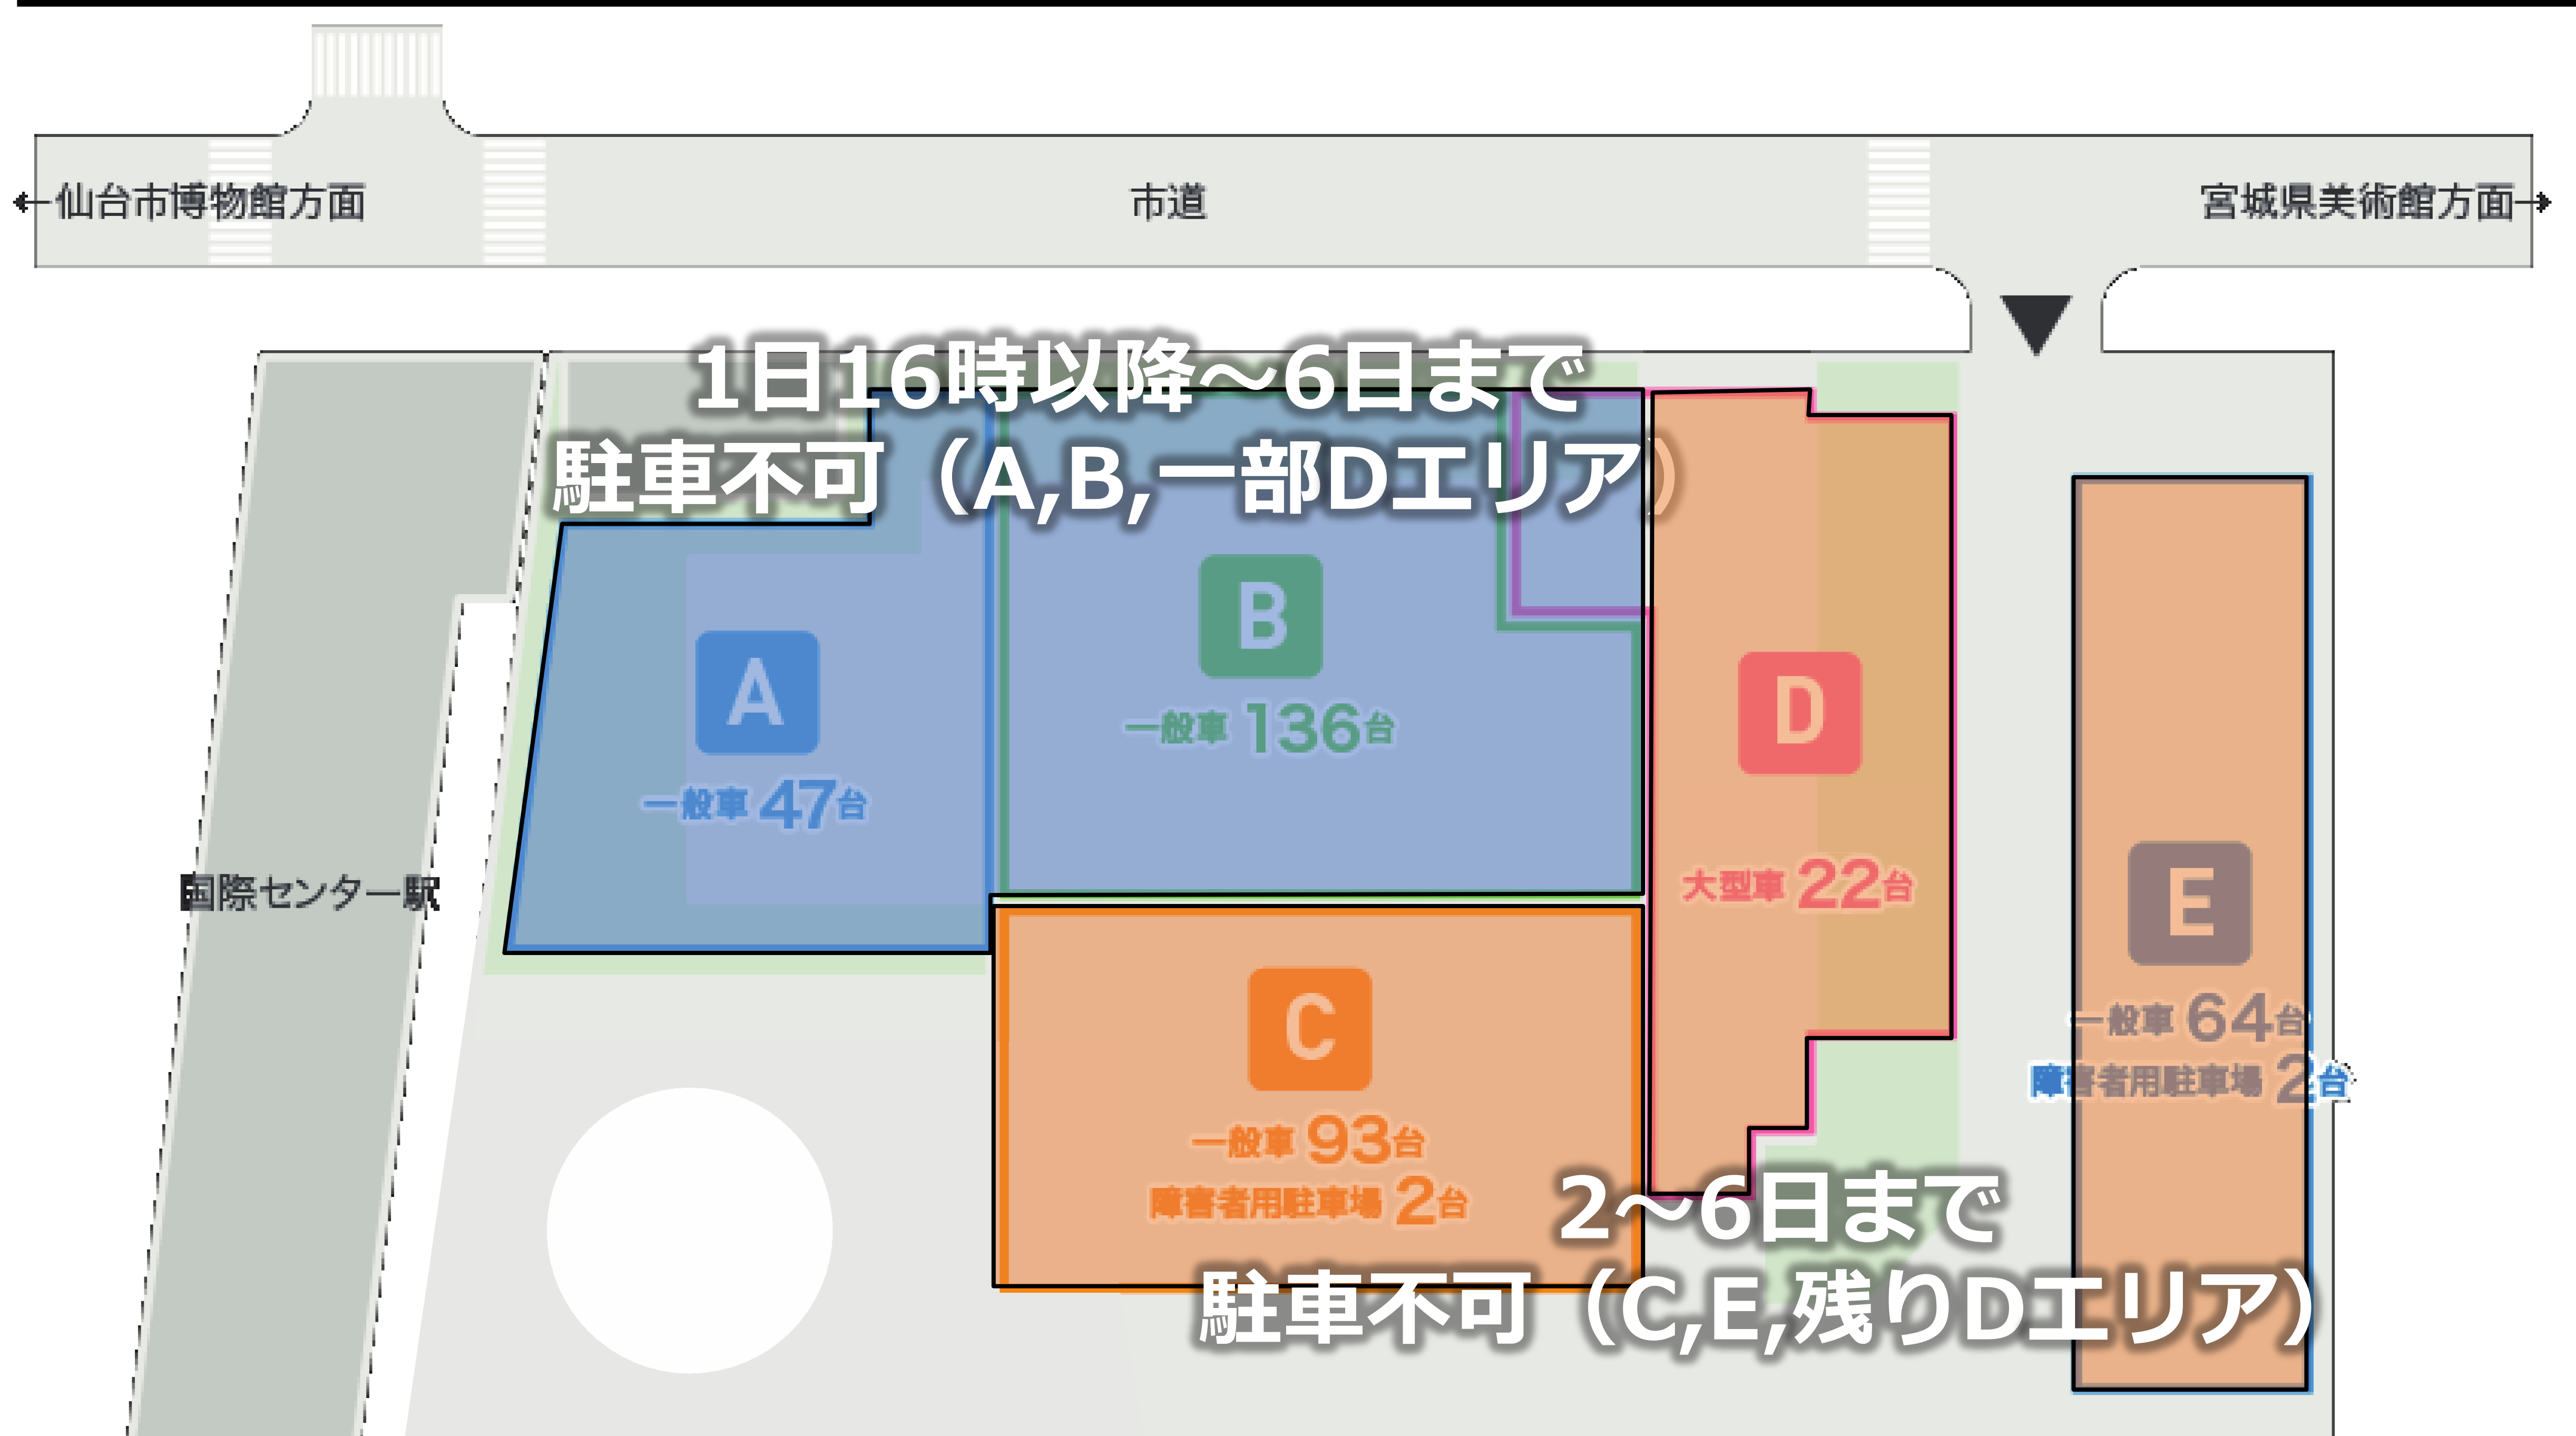 仙台市博物館方面
市道
宮城県美術館方面
1日16時以降～6日まで
駐車不可（A,B,一部Dエリア）
A
一般車 47台
B
一般車 136台
D
大型車 22台
国際センター駅
E
一般車 64台
障害者用駐車場 2台
C
一般車 93台
障害者用駐車場 2台
2～6日まで
駐車不可（C,E,残りDエリア）